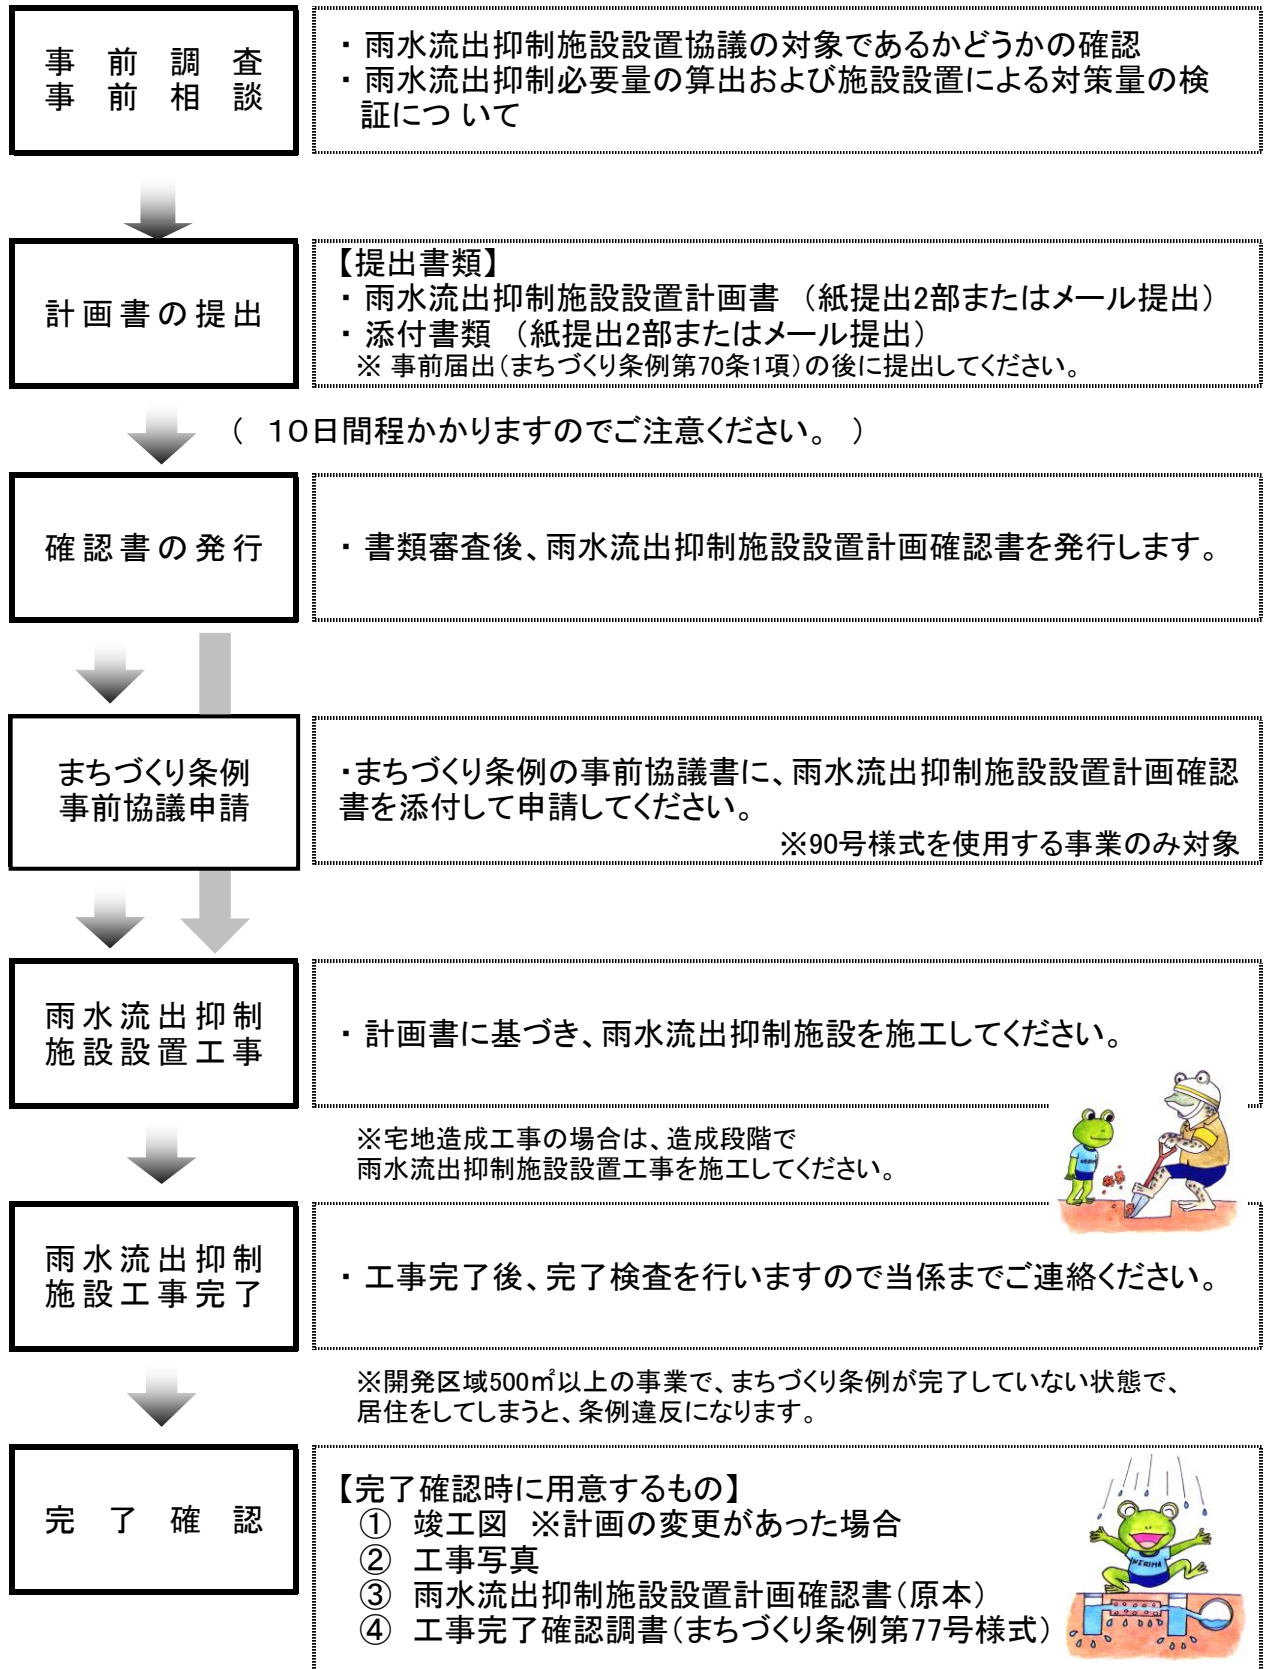 事前調査
事前相談
・ 雨水流出抑制施設設置協議の対象であるかどうかの確認
・ 雨水流出抑制必要量の算出および施設設置による対策量の検
証につ いて
計画書の提出
【提出書類】
・ 雨水流出抑制施設設置計画書 （紙提出2部またはメール提出）
・ 添付書類 （紙提出2部またはメール提出）
※ 事前届出（まちづくり条例第70条1項）の後に提出してください。
（ 10日間程かかりますのでご注意ください。 ）
確認書の発行
・ 書類審査後、雨水流出抑制施設設置計画確認書を発行します。
まちづくり条例
事前協議申請
・まちづくり条例の事前協議書に、雨水流出抑制施設設置計画確認
書を添付して申請してください。
※90号様式を使用する事業のみ対象
雨水流出抑制
施設設置工事
・ 計画書に基づき、雨水流出抑制施設を施工してください。
※宅地造成工事の場合は、造成段階で
雨水流出抑制施設設置工事を施工してください。
NERIMA
雨水流出抑制
施設工事完了
・ 工事完了後、完了検査を行いますので当係までご連絡ください。
※開発区域500㎡以上の事業で、まちづくり条例が完了していない状態で、
居住をしてしまうと、条例違反になります。
完了確認
【完了確認時に用意するもの】
① 竣工図 ※計画の変更があった場合
② 工事写真
③ 雨水流出抑制施設設置計画確認書（原本）
④ 工事完了確認調書（まちづくり条例第77号様式）
NERIMA